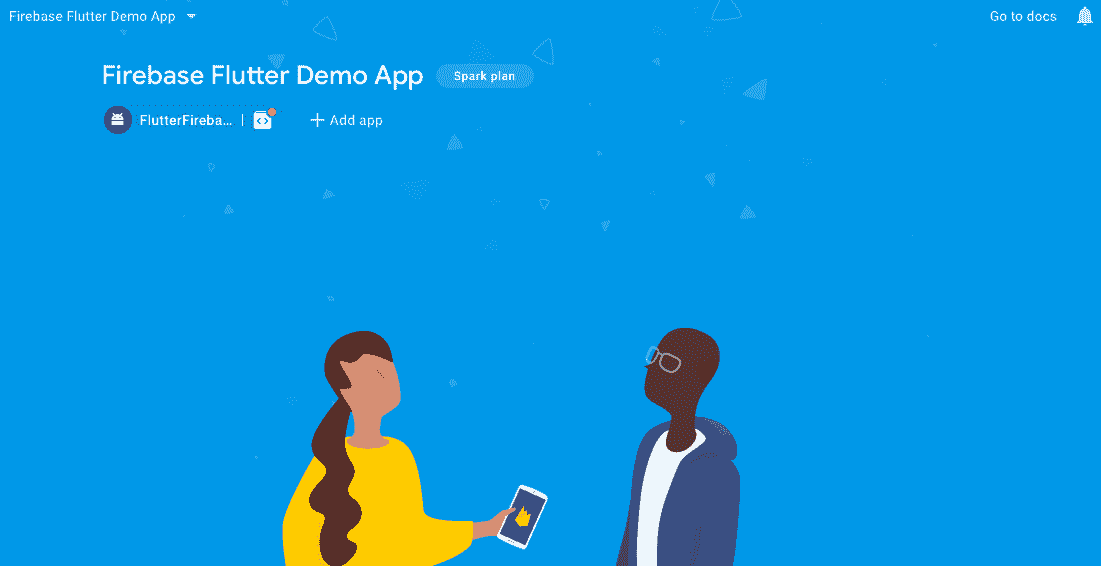 Firebase Flutter Demo App
Go to docs
Firebase Flutter Demo App
Spark plan
FlutterFireba...
Add app